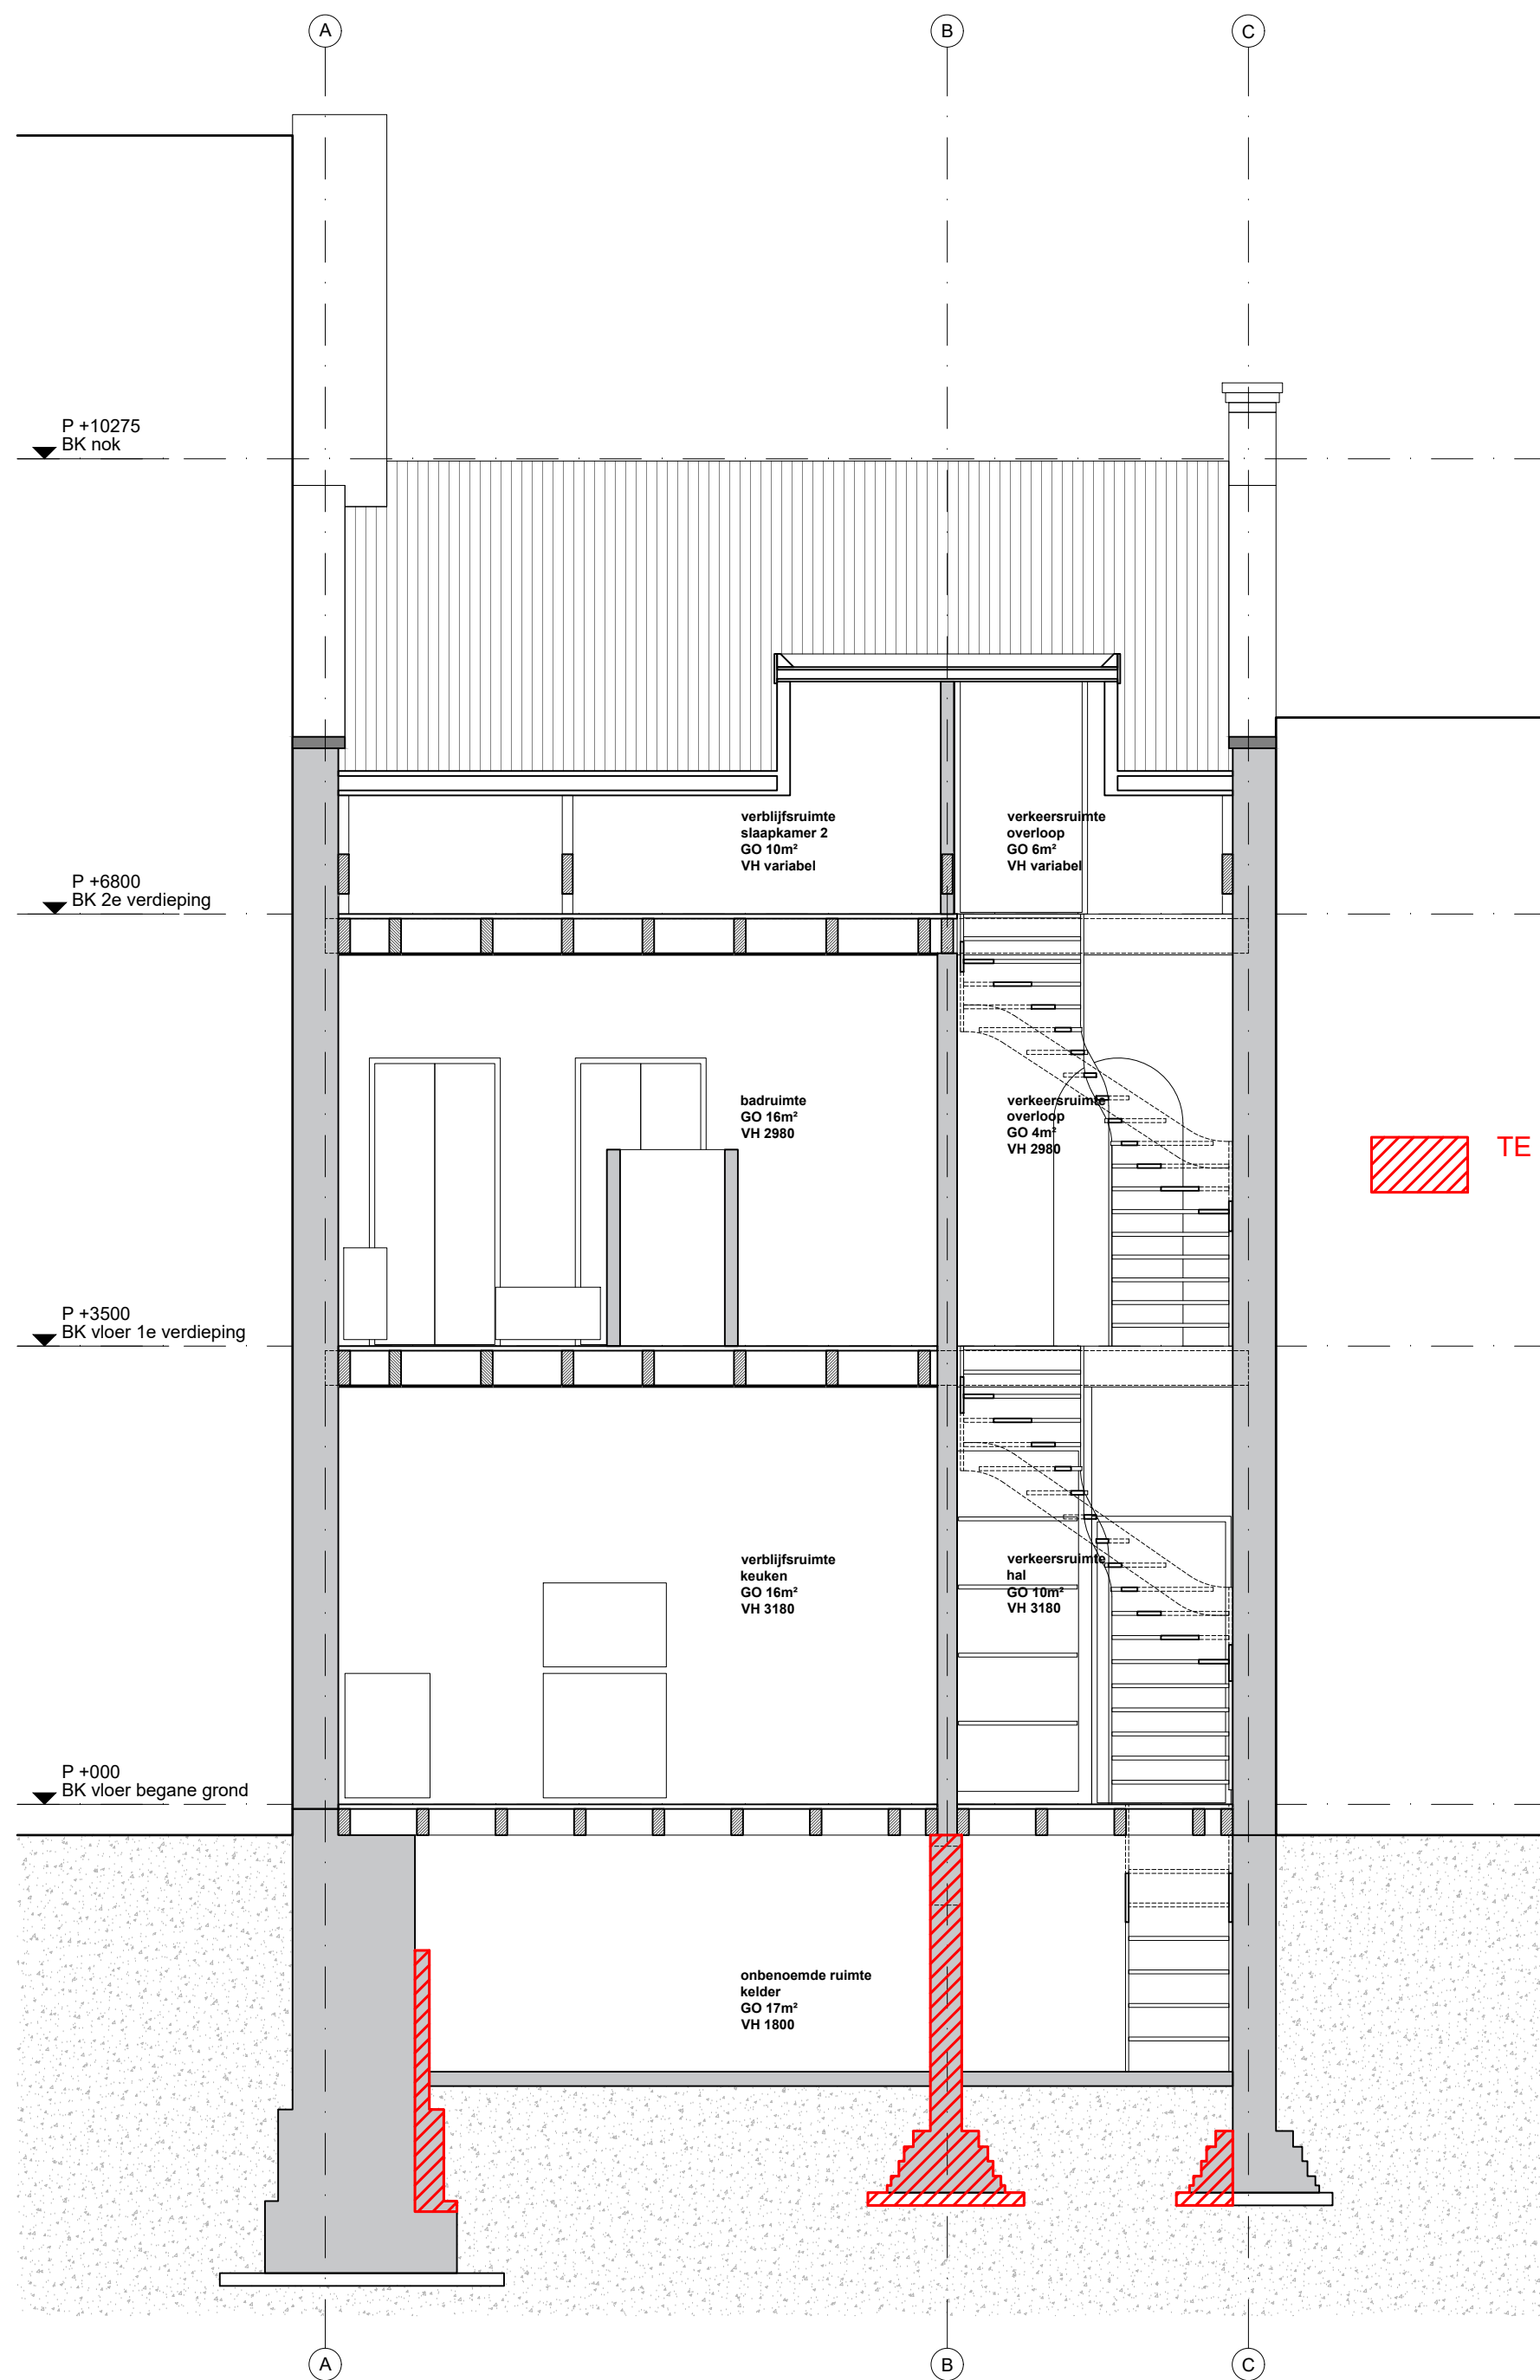 A
B
C
P +10275
BK nok
verblijfsruimte
slaapkamer 2
GO 10m²
VH variabel
verkeersruimte
overloop
GO 6m²
VH variabel
P +6800
BK 2e verdieping
badruimte
GO 16m²
VH 2980
verkeersruimte
overloop
GO 4m²
VH 2980
TE
P +3500
BK vloer 1e verdieping
verblijfsruimte
keuken
GO 16m²
VH 3180
verkeersruimte
hal
GO 10m²
VH 3180
P +000
BK vloer begane grond
onbenoemde ruimte
kelder
GO 17m²
VH 1800
A
B
C